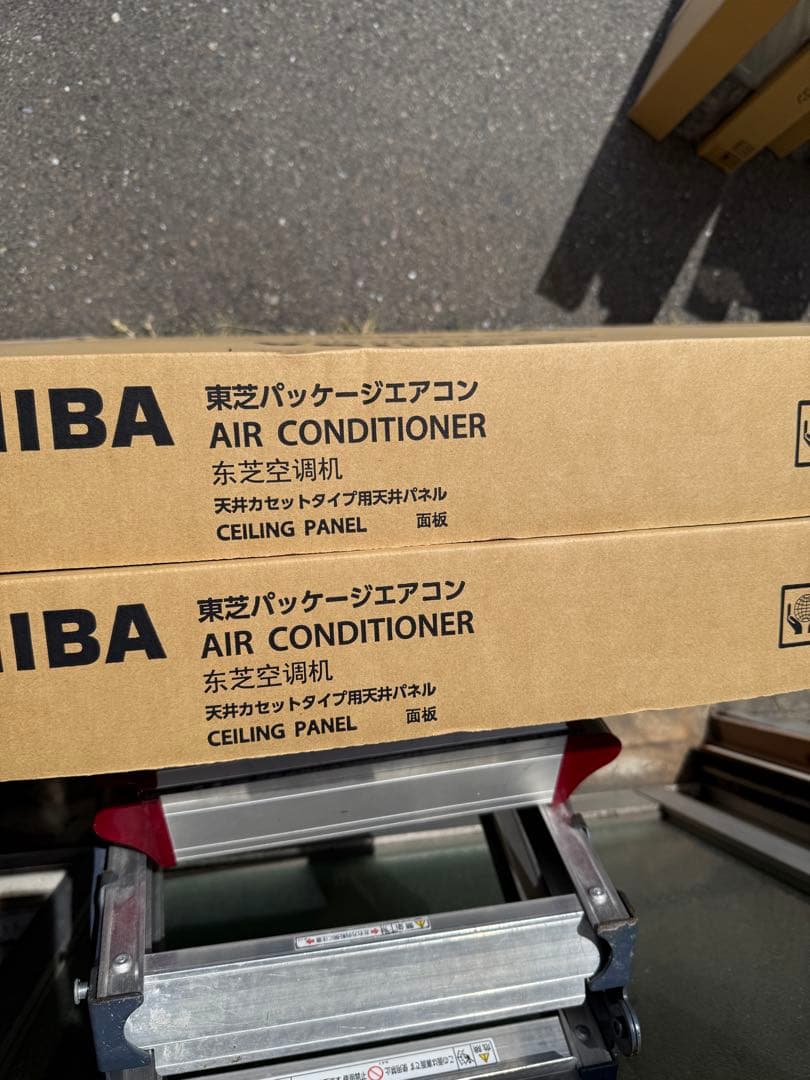 HIBA
東芝パッケージエアコン
AIR CONDITIONER
东芝空调机
天井カセットタイプ用天井パネル
CEILING PANEL 面板
HIBA
東芝パッケージエアコン
AIR CONDITIONER
东芝空调机
天井カセットタイプ用天井パネル
CEILING PANEL 面板